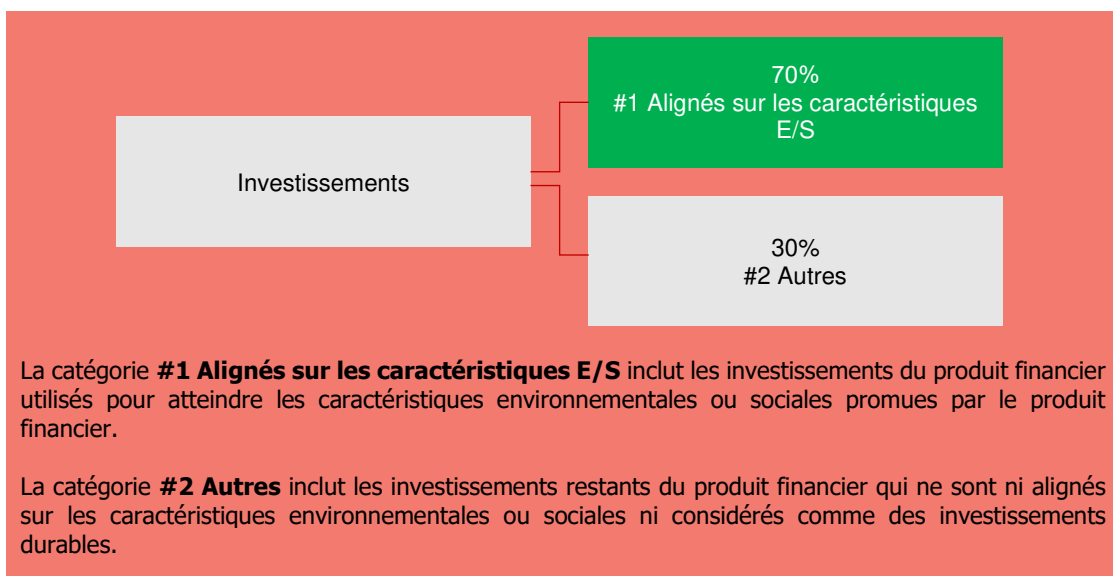 70%
#1 Alignés sur les caractéristiques
E/S
Investissements
30%
#2 Autres
La catégorie #1 Alignés sur les caractéristiques E/S inclut les investissements du produit financier
utilisés pour atteindre les caractéristiques environnementales ou sociales promues par le produit
financier.
La catégorie #2 Autres inclut les investissements restants du produit financier qui ne sont ni alignés
sur les caractéristiques environnementales ou sociales ni considérés comme des investissements
durables.